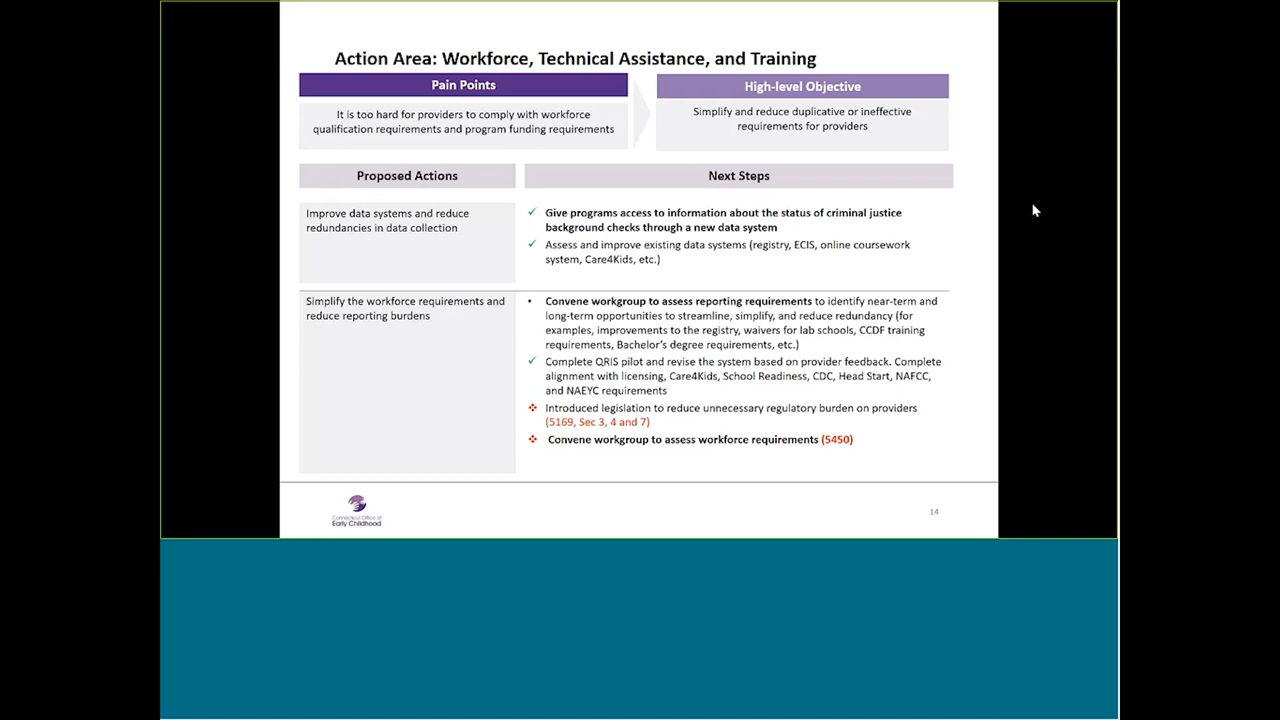 Action Area: Workforce, Technical Assistance, and Training
Pain Points
High-level Objective
It is too hard for providers to comply with workforce
qualification requirements and program funding requirements
Simplify and reduce duplicative or ineffective
requirements for providers
Proposed Actions
Next Steps
Improve data systems and reduce
redundancies in data collection
✓ Give programs access to information about the status of criminal justice
background checks through a new data system
✓ Assess and improve existing data systems (registry, ECIS, online coursework
system, Care4Kids, etc.)
Simplify the workforce requirements and
reduce reporting burdens
• Convene workgroup to assess reporting requirements to identify near-term and
long-term opportunities to streamline, simplify, and reduce redundancy (for
examples, improvements to the registry, waivers for lab schools, CCDF training
requirements, Bachelor's degree requirements, etc.)
✓ Complete QRIS pilot and revise the system based on provider feedback. Complete
alignment with licensing, Care4Kids, School Readiness, CDC, Head Start, NAFCC,
and NAEYC requirements
❖ Introduced legislation to reduce unnecessary regulatory burden on providers
(5169, Sec 3, 4 and 7)
❖ Convene workgroup to assess workforce requirements (5450)
Connecticut Office of
Early Childhood
14